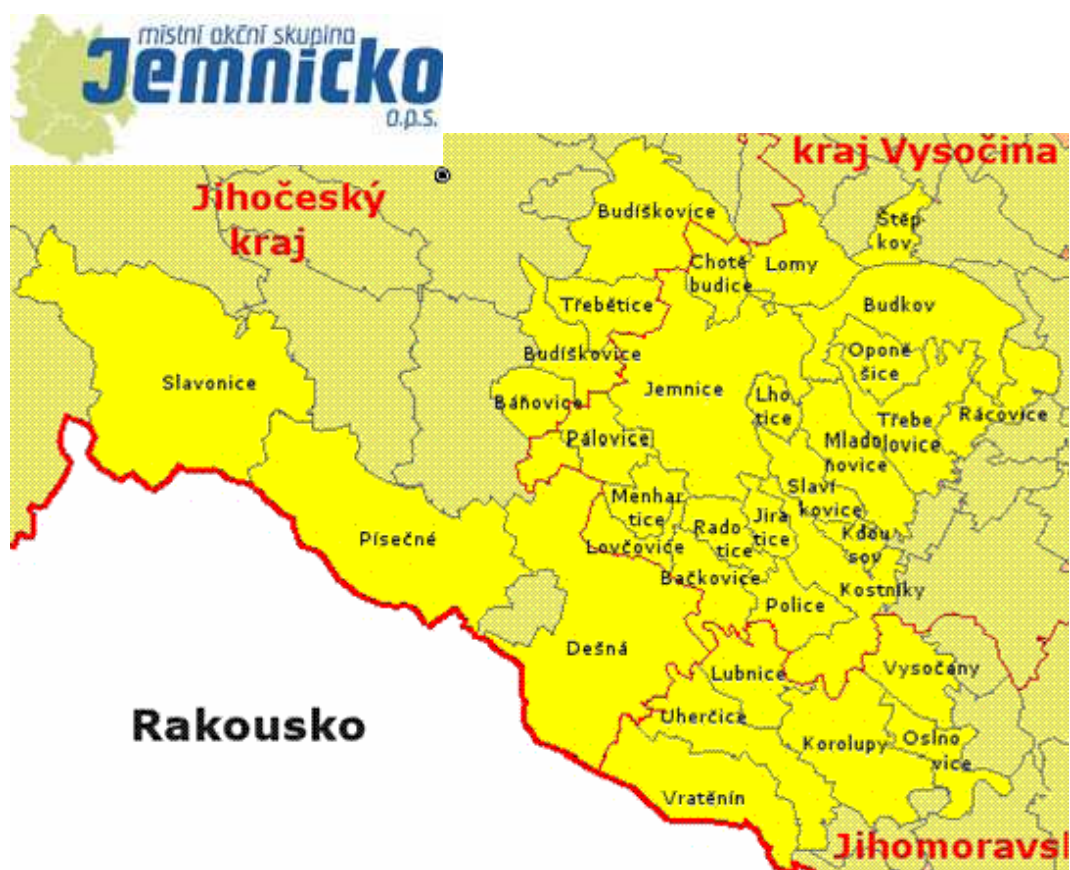 místní akční skupina
Jemnicko
o.p.s.
kraj Vysočina
Jihočeský
kraj
Budíškovice
Štěp
kov
Chotě
budice
Lomy
Třebětice
Budkov
Budíškovice
Oponě
šice
Slavonice
Jemnice
Báňovice
Lho
tice
Třebe
lovice
Rácovice
Pálovice
Mlado
ňovice
Menhar
tice
Slaví
kovice
Písečné
Rado
tice
Jira
tice
Kdou
sov
Lovčovice
Bačkovice
Kostníky
Police
Dešná
Lubnice
Vysočany
Rakousko
Uherčice
Korolupy
Oslno
vice
Vratěnín
Jihomoravsk